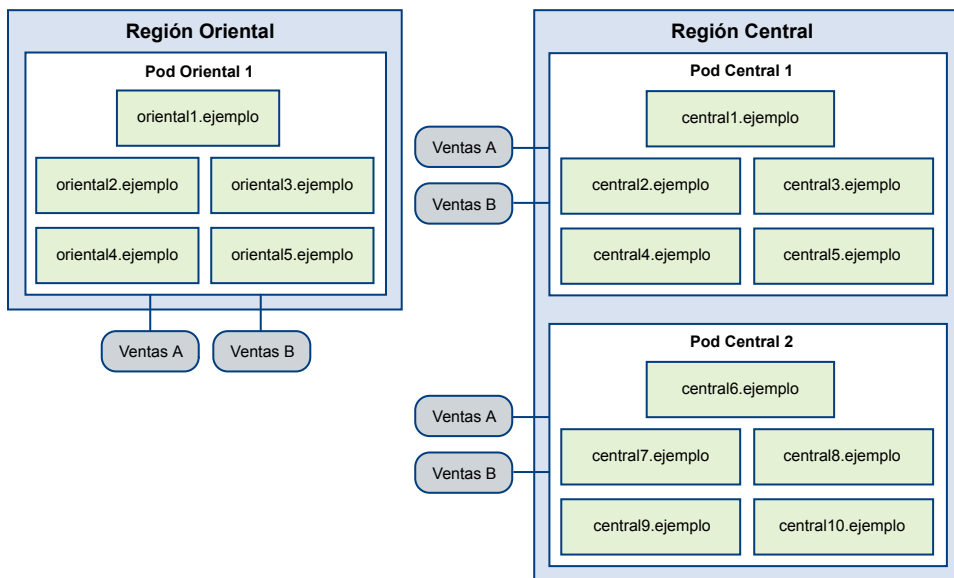 Región Oriental
Pod Oriental 1
oriental1.ejemplo
oriental2.ejemplo
oriental3.ejemplo
oriental4.ejemplo
oriental5.ejemplo
Ventas A
Ventas B
Región Central
Pod Central 1
central1.ejemplo
Ventas A
central2.ejemplo
central3.ejemplo
Ventas B
central4.ejemplo
central5.ejemplo
Pod Central 2
central6.ejemplo
Ventas A
central7.ejemplo
central8.ejemplo
Ventas B
central9.ejemplo
central10.ejemplo